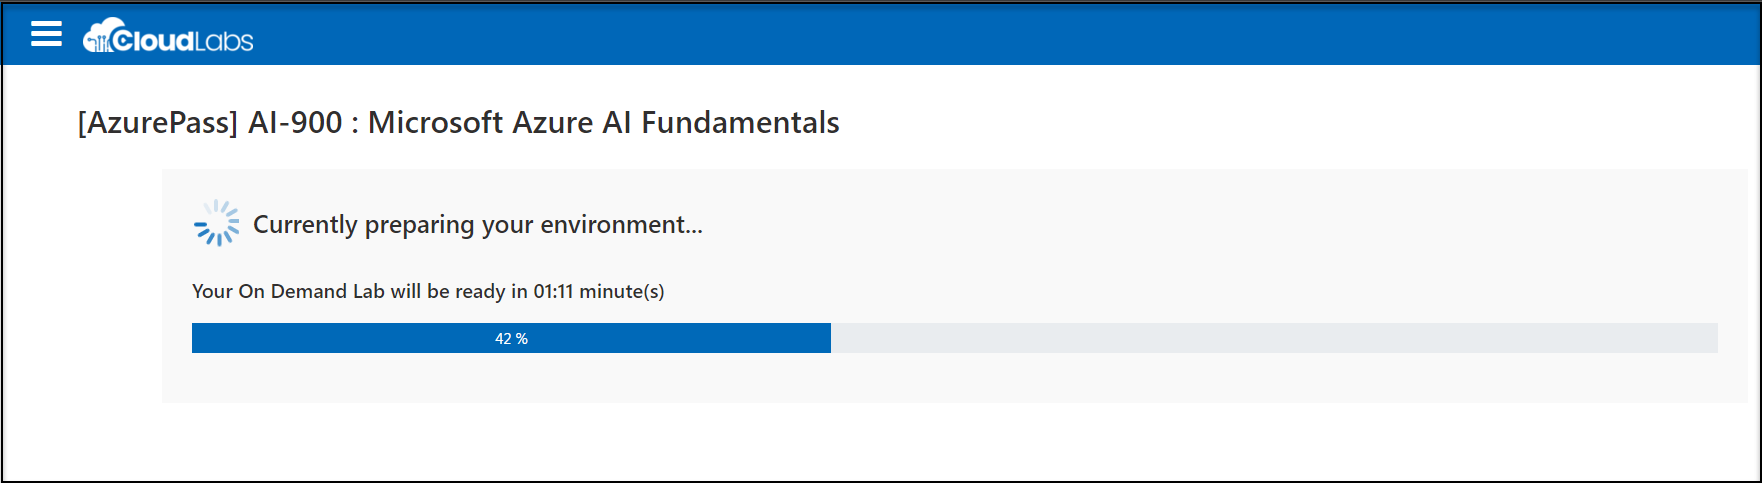 CloudLabs
[AzurePass] AI-900 : Microsoft Azure AI Fundamentals
Currently preparing your environment...
Your On Demand Lab will be ready in 01:11 minute(s)
42 %